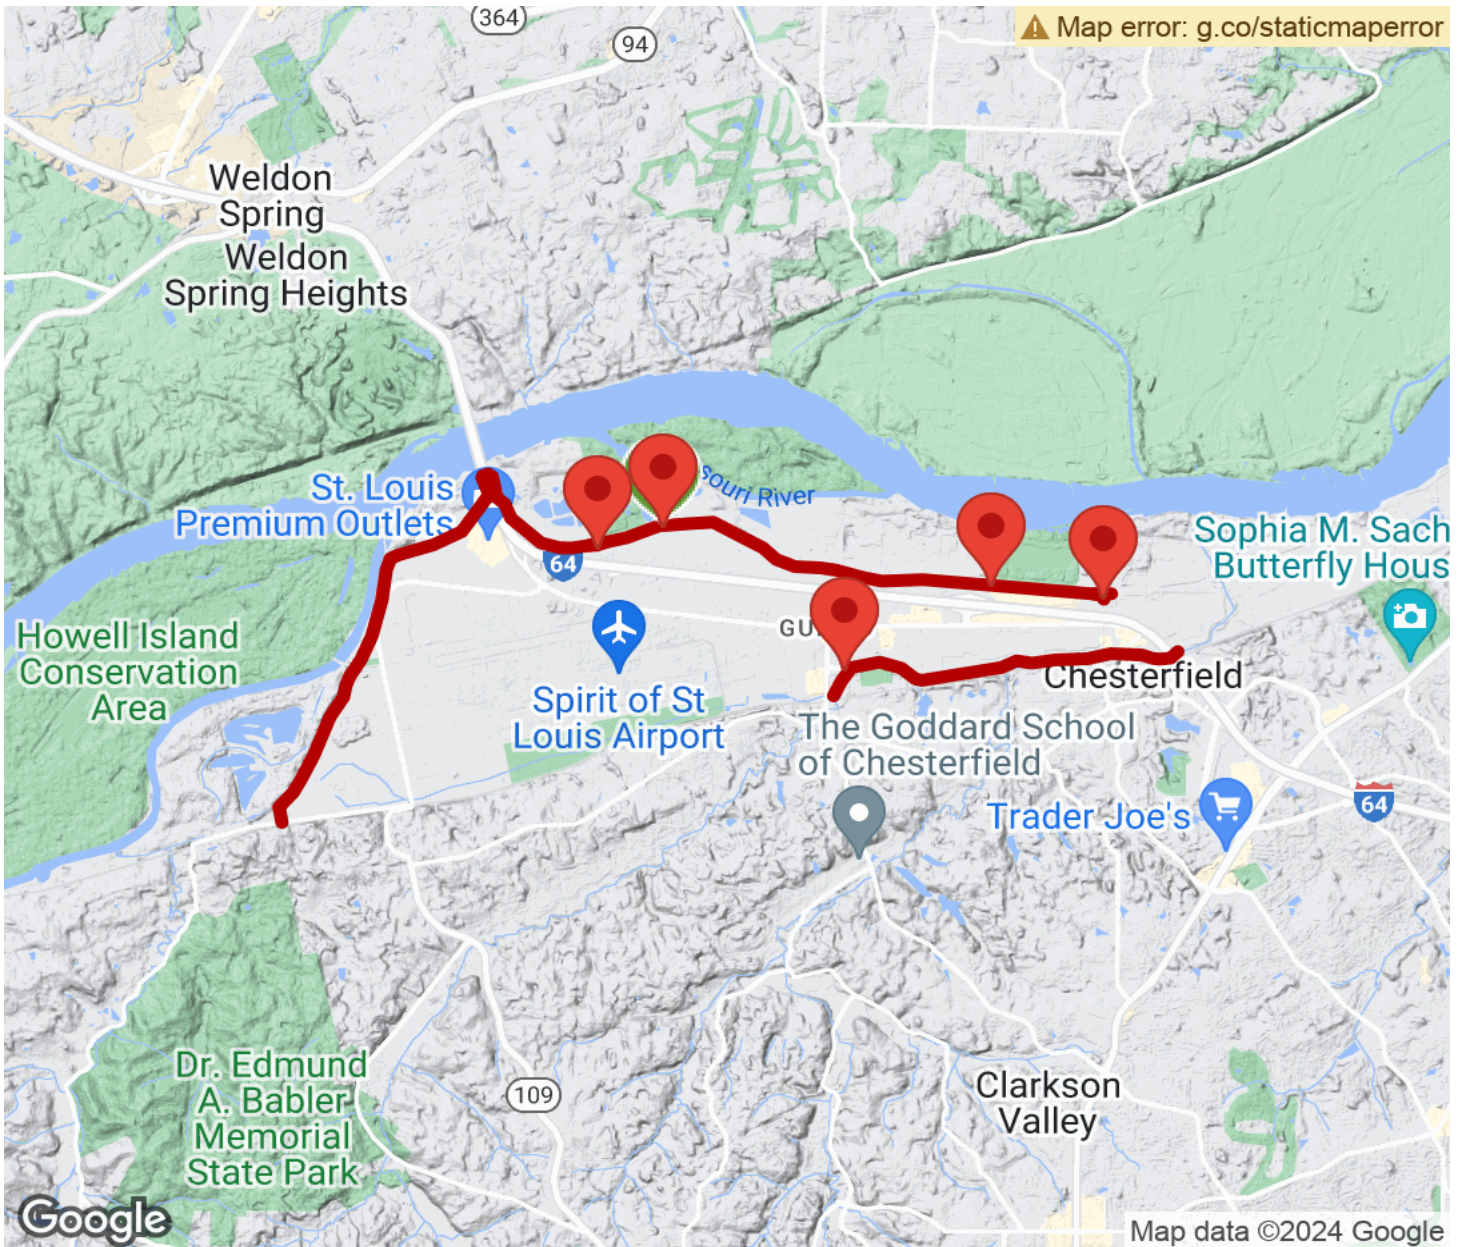 364
94
Map error: g.co/staticmaperror
Weldon
Spring
Weldon
Spring Heights
St. Louis
Premium Outlets
souri River
64
Sophia M. Sach
Butterfly Hous
GU
Howell Island
Conservation
Area
Spirit of St
Louis Airport
Chesterfield
The Goddard School
of Chesterfield
Trader Joe's
64
Dr. Edmund
A. Babler
Memorial
State Park
109
Clarkson
Valley
Google
Map data ©2024 Google